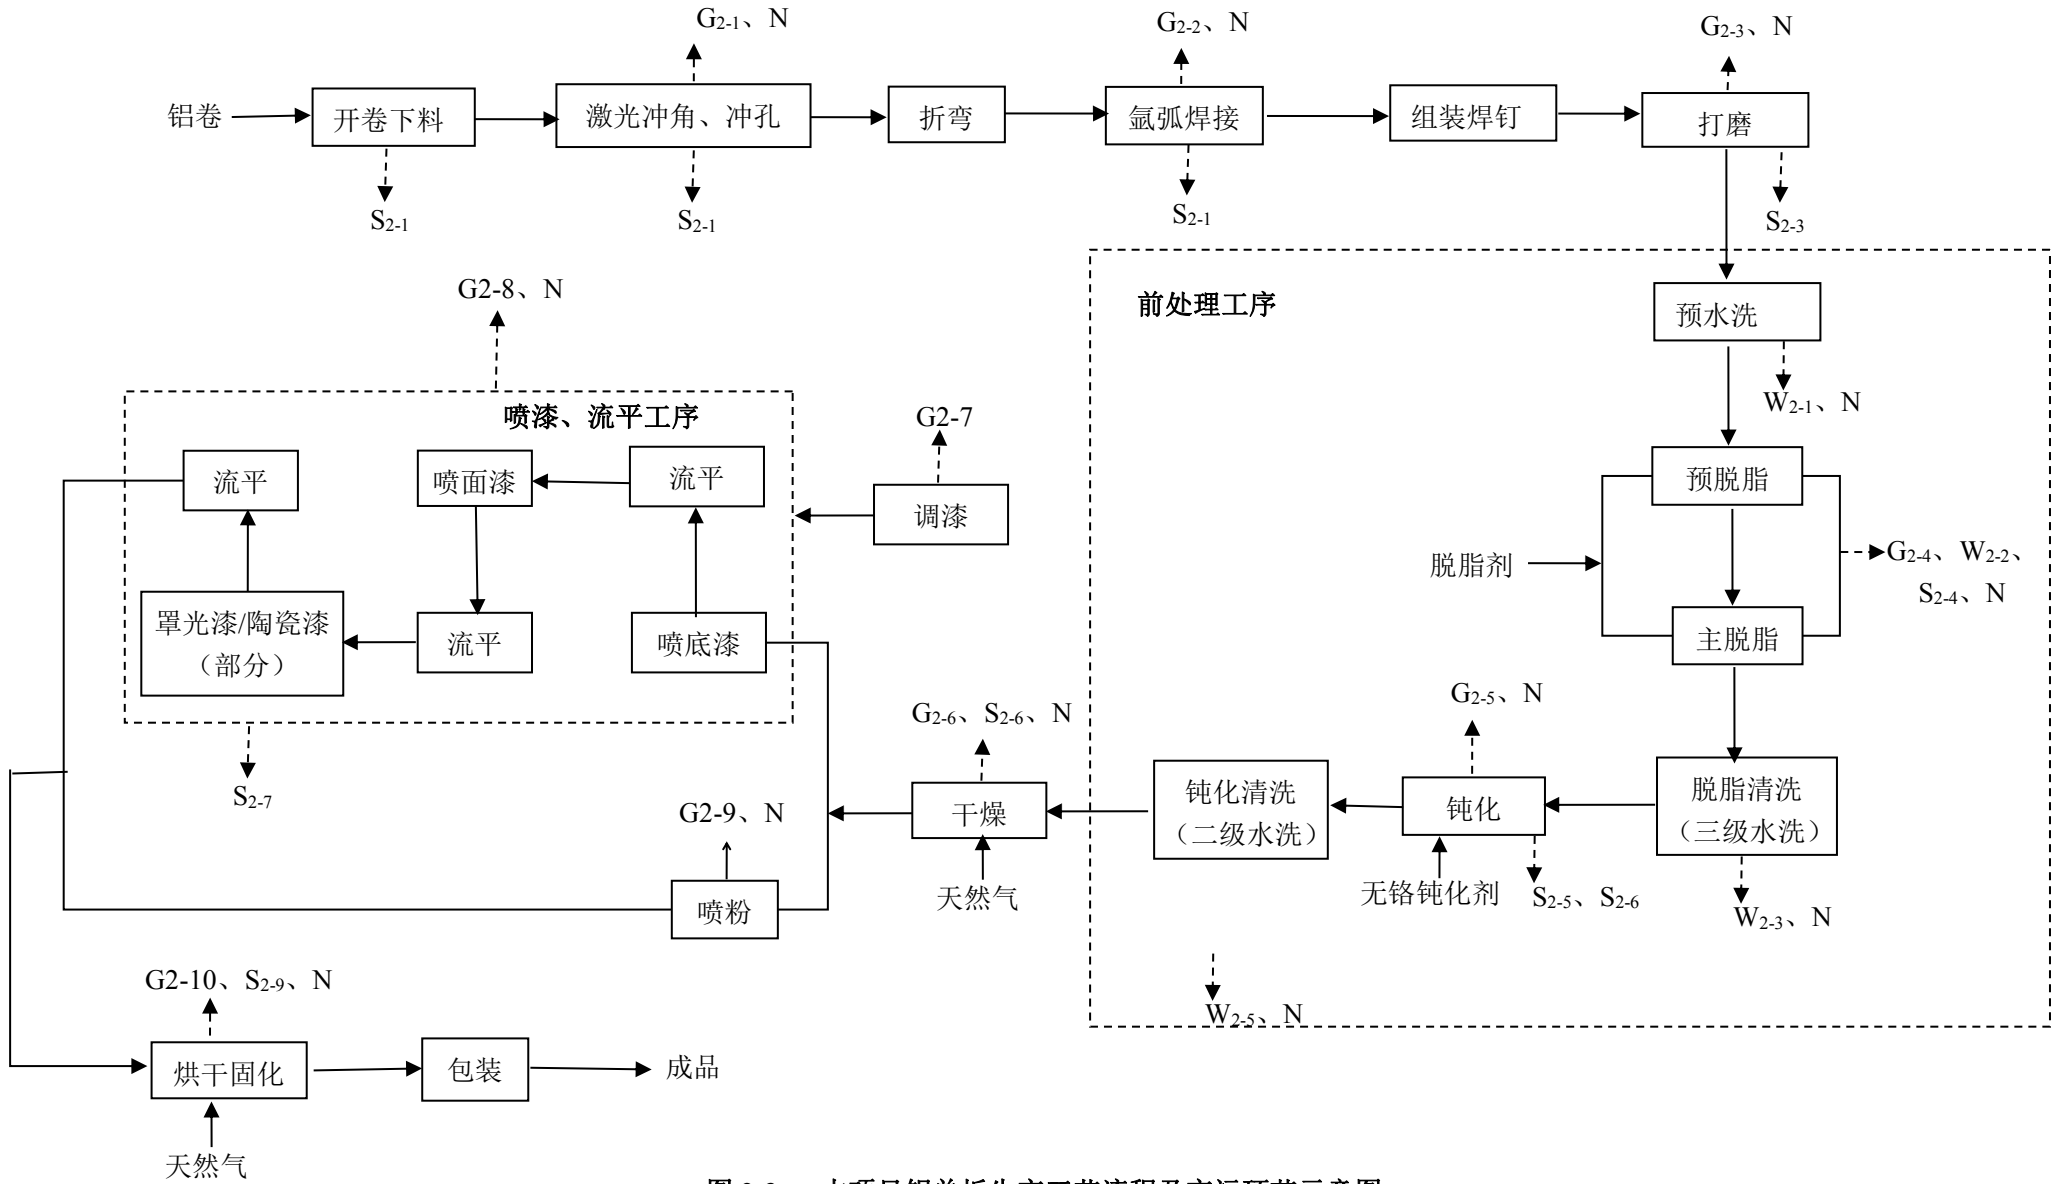 G2-1、N
G2-2、N
G2-3、N
铝卷
开卷下料
激光冲角、冲孔
折弯
氩弧焊接
组装焊钉
打磨
S2-1
S2-1
S2-1
S2-3
前处理工序
预水洗
W2-1、N
预脱脂
脱脂剂
G2-4、W2-2、
S2-4、N
主脱脂
脱脂清洗
（三级水洗）
W2-3、N
G2-5、N
钝化
无铬钝化剂
S2-5、S2-6
钝化清洗
（二级水洗）
W2-5、N
G2-6、S2-6、N
干燥
天然气
G2-7
调漆
G2-8、N
喷漆、流平工序
喷底漆
流平
喷面漆
流平
罩光漆/陶瓷漆
（部分）
流平
S2-7
G2-9、N
喷粉
G2-10、S2-9、N
烘干固化
天然气
包装
成品